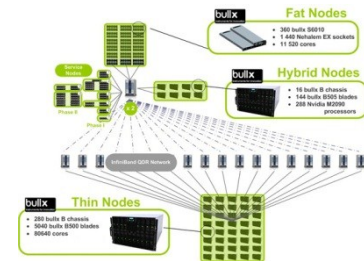 bullx
Fat Nodes
• 360 bullx S6010
• 1 440 Nehalem EX sockets
• 11 520 cores
Service
Nodes
bullx
Hybrid Nodes
• 16 bullx B chassis
• 144 bullx B505 blades
• 288 Nvidia M2090
processors
Phase II
Phase I
x 3
InfiniBand QDR Network
bullx
Thin Nodes
• 280 bullx B chassis
• 5040 bullx B500 blades
• 80640 cores